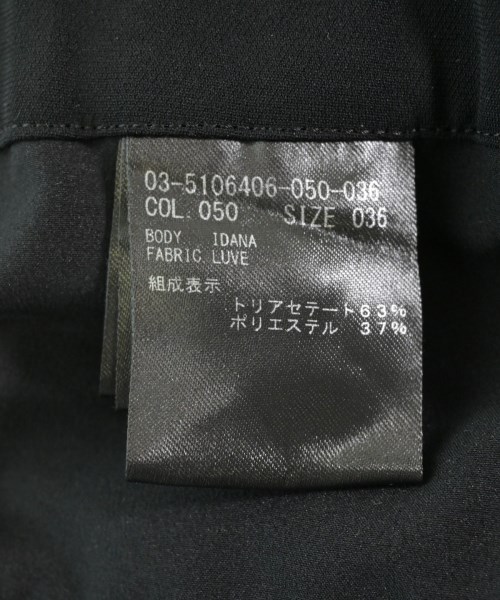 03-5106406-050-036
COL.050 SIZE 036
BODY IDANA
FABRIC LUVE
組成表示
トリアセテート63%
ポリエステル 37%